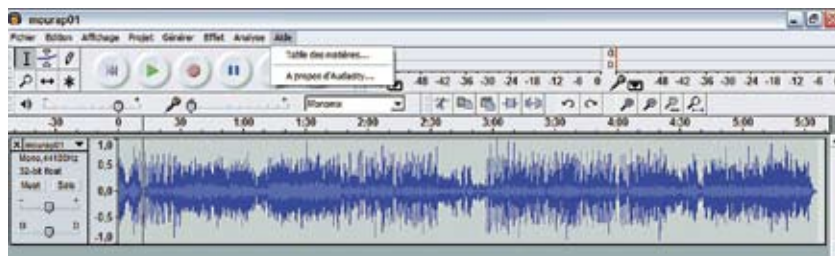 mourap01
Fichier Edition Affichage Projet Générer Effet Analyse Aide
Table des matières...
A propos d'Audacity...
-48 -42 -36 -30 -24 -18 -12 -6 0
-48 -42 -36 -30 -24 -18 -12 -6
-30 0 30 1:00 1:30 2:00 2:30 3:00 3:30 4:00 4:30 5:00 5:30
X mourap01
Mono, 44100Hz
32-bit float
Muet Solo
- +
1,0
0,5
0,0
-0,5
-1,0